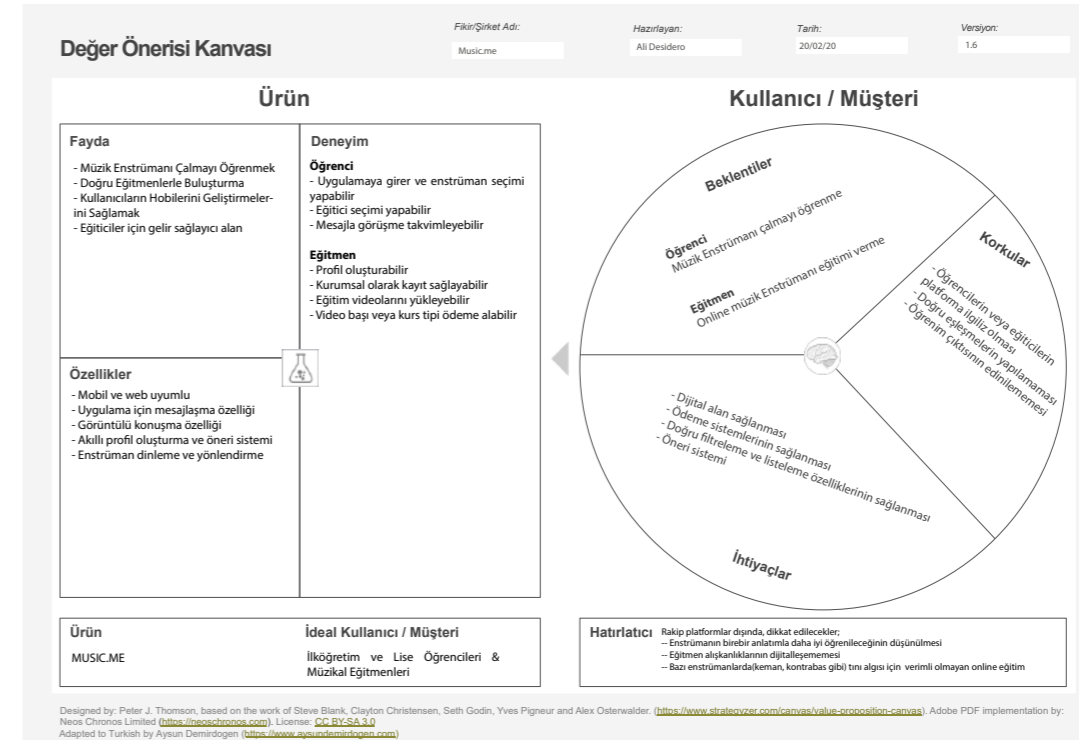 Değer Önerisi Kanvası
Fikir/Şirket Adı:
Music.me
Hazırlayan:
Ali Desidero
Tarih:
20/02/20
Versiyon:
1.6
Ürün
Fayda
- Müzik Enstrümanı Çalmayı Öğrenmek
- Doğru Eğitmenlerle Buluşturma
- Kullanıcıların Hobilerini Geliştirmeler-
ini Sağlamak
- Eğiticiler için gelir sağlayıcı alan
Deneyim
Öğrenci
- Uygulamaya girer ve enstrüman seçimi
yapabilir
- Eğitici seçimi yapabilir
- Mesajla görüşme takvimleyebilir
Eğitmen
- Profil oluşturabilir
- Kurumsal olarak kayıt sağlayabilir
- Eğitim videolarını yükleyebilir
- Video başı veya kurs tipi ödeme alabilir
Özellikler
- Mobil ve web uyumlu
- Uygulama için mesajlaşma özelliği
- Görüntülü konuşma özelliği
- Akıllı profil oluşturma ve öneri sistemi
- Enstrüman dinleme ve yönlendirme
Kullanıcı / Müşteri
Beklentiler
Öğrenci
Müzik Enstrümanı çalmayı öğrenme
Eğitmen
Online müzik Enstrümanı eğitimi verme
Korkular
- Öğrencilerin veya eğiticilerin
platforma ilgiliz olması
- Doğru eşleşmelerin yapılamaması
- Öğrenim çıktısının edinilememesi
- Dijital alan sağlanması
- Ödeme sistemlerinin sağlanması
- Doğru filtreleme ve listeleme özelliklerinin sağlanması
- Öneri sistemi
İhtiyaçlar
Ürün
MUSIC.ME
İdeal Kullanıcı / Müşteri
İlköğretim ve Lise Öğrencileri &
Müzikal Eğitmenleri
Hatırlatıcı
Rakip platformlar dışında, dikkat edilecekler;
-- Enstrümanın birebir anlatımla daha iyi öğrenileceğinin düşünülmesi
-- Eğitmen alışkanlıklarının dijitalleşememesi
-- Bazı enstrümanlarda(keman, kontrabas gibi) tını algısı için verimli olmayan online eğitim
Designed by: Peter J. Thomson, based on the work of Steve Blank, Clayton Christensen, Seth Godin, Yves Pigneur and Alex Osterwalder. (https://www.strategyzer.com/canvas/value-proposition-canvas). Adobe PDF implementation by:
Neos Chronos Limited (https://neoschronos.com). License: CC BY-SA 3.0
Adapted to Turkish by Aysun Demirdogen (https://www.aysundemirdogen.com)